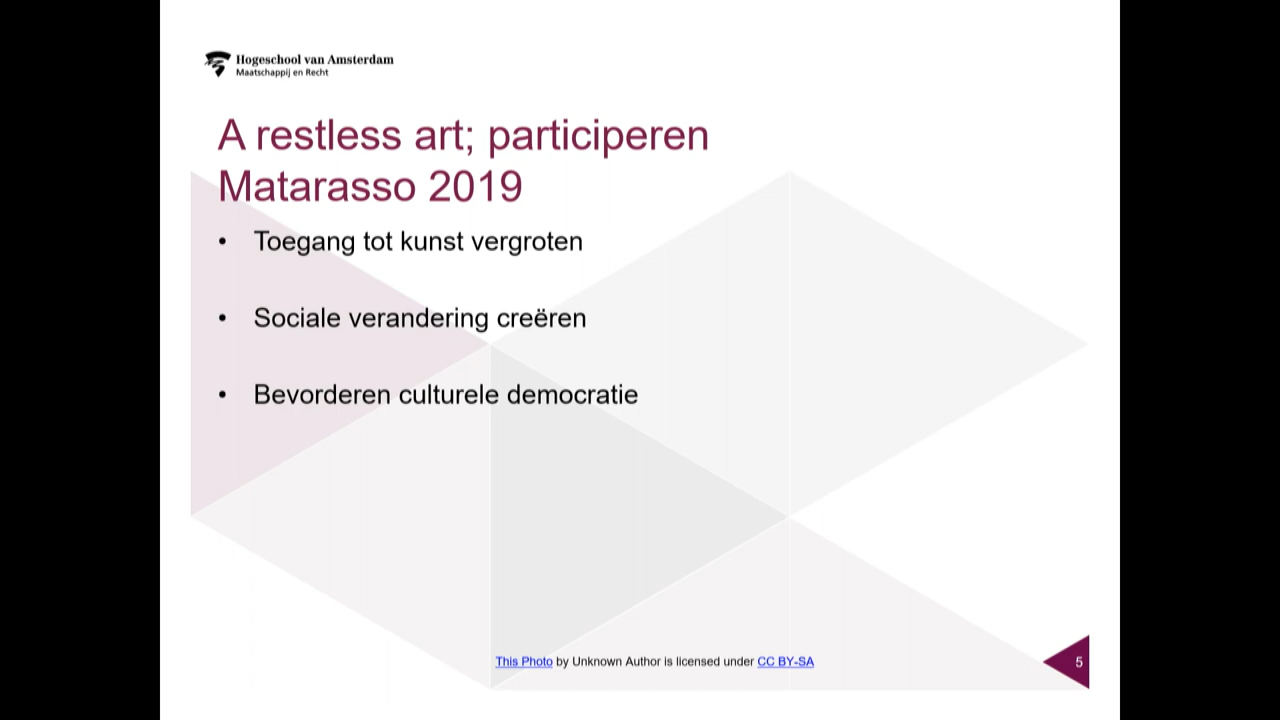 Hogeschool van Amsterdam
Maatschappij en Recht
A restless art; participeren
Matarasso 2019
• Toegang tot kunst vergroten
• Sociale verandering creëren
• Bevorderen culturele democratie
This Photo by Unknown Author is licensed under CC BY-SA
5